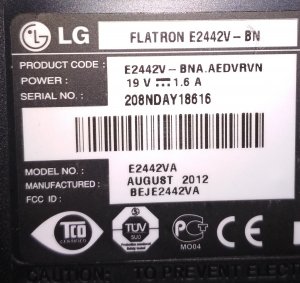 LG FLATRON E2442V-BN
PRODUCT CODE : E2442V-BNA.AEDVRVN
POWER : 19 V ⎓ 1.6 A
SERIAL NO. : 208NDAY18616
MODEL NO. : E2442VA
MANUFACTURED : AUGUST 2012
FCC ID : BEJE2442VA
TCO
CERTIFIED
TÜV
SUD
MO04
CAUTION: TO PREVENT ELECT